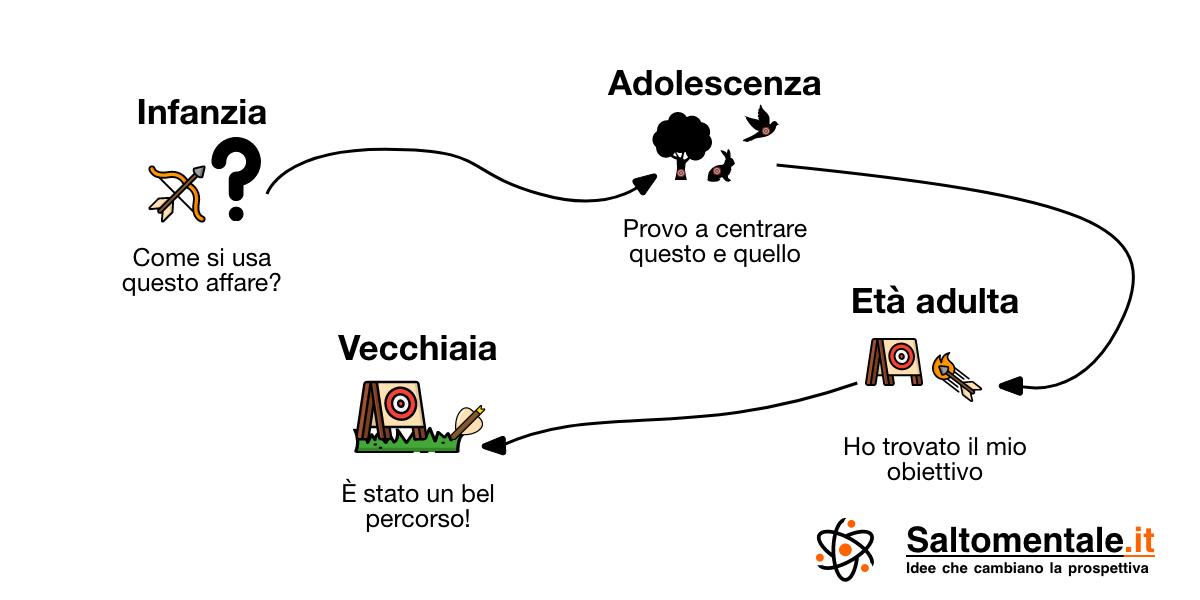 Infanzia
Come si usa
questo affare?
Adolescenza
Provo a centrare
questo e quello
Età adulta
Ho trovato il mio
obiettivo
Vecchiaia
È stato un bel
percorso!
Saltomentale.it
Idee che cambiano la prospettiva